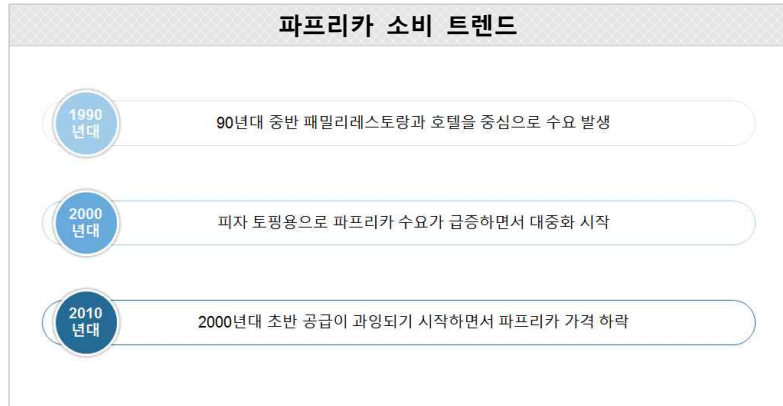 파프리카 소비 트렌드
1990
년대
90년대 중반 패밀리레스토랑과 호텔을 중심으로 수요 발생
2000
년대
피자 토핑용으로 파프리카 수요가 급증하면서 대중화 시작
2010
년대
2000년대 초반 공급이 과잉되기 시작하면서 파프리카 가격 하락